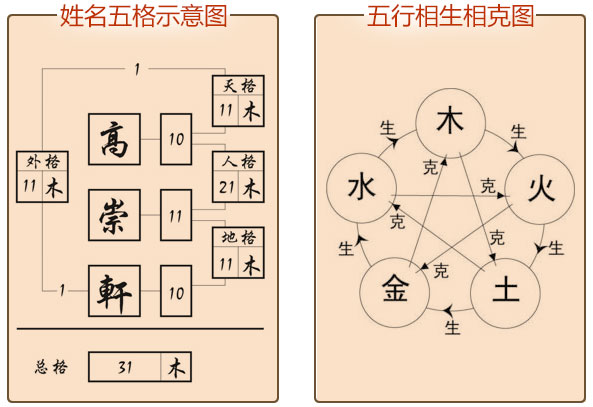 姓名五格示意图
1
天格
11 木
高 10
外格
11 木
人格
21 木
崇 11
地格
11 木
1 軒 10
总格 31 木
五行相生相克图
木
生 生
克
水 克 火
克 克
生 生
克
金 土
生